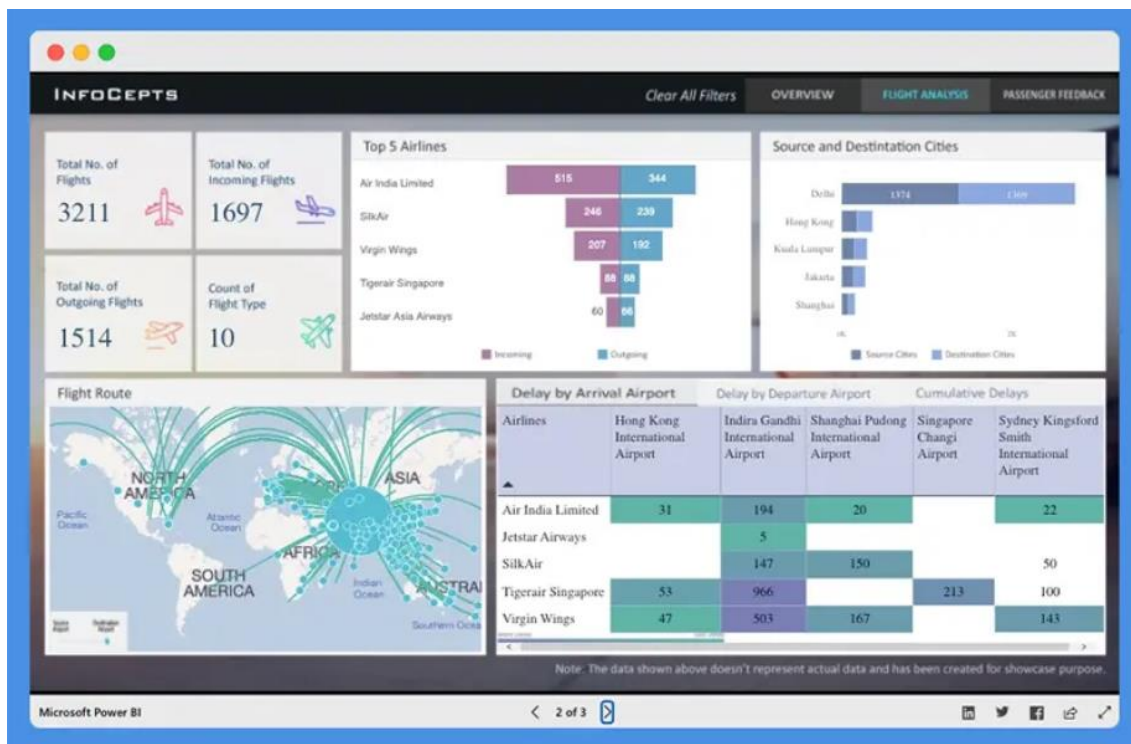 INFOCEPTS
Clear All Filters
OVERVIEW
FLIGHT ANALYSIS
PASSENGER FEEDBACK
Total No. of
Flights
3211
Total No. of
Incoming Flights
1697
Total No. of
Outgoing Flights
1514
Count of
Flight Type
10
Top 5 Airlines
Air India Limited 515 344
SilkAir 246 239
Virgin Wings 207 192
Tigerair Singapore 88 88
Jetstar Asia Airways 60 66
Incoming Outgoing
Source and Destintation Cities
Delhi 1374
Hong Kong
Kuala Lumpur
Jakarta
Shanghai
0K 2K
Source Cities Destination Cities
Flight Route
NORTH
AMERICA
ASIA
Pacific
Ocean
Atlantic
Ocean
AFRICA
SOUTH
AMERICA
Indian
Ocean
AUSTRAL
Southern Ocea
Delay by Arrival Airport Delay by Departure Airport Cumulative Delays
Airlines Hong Kong Indira Gandhi Shanghai Pudong Singapore Sydney Kingsford
International International International Changi Smith
Airport Airport Airport Airport International
Airport
Air India Limited 31 194 20 22
Jetstar Airways 5
SilkAir 147 150 50
Tigerair Singapore 53 966 213 100
Virgin Wings 47 503 167 143
Note: The data shown above doesn't represent actual data and has been created for showcase purpose.
Microsoft Power BI
2 of 3